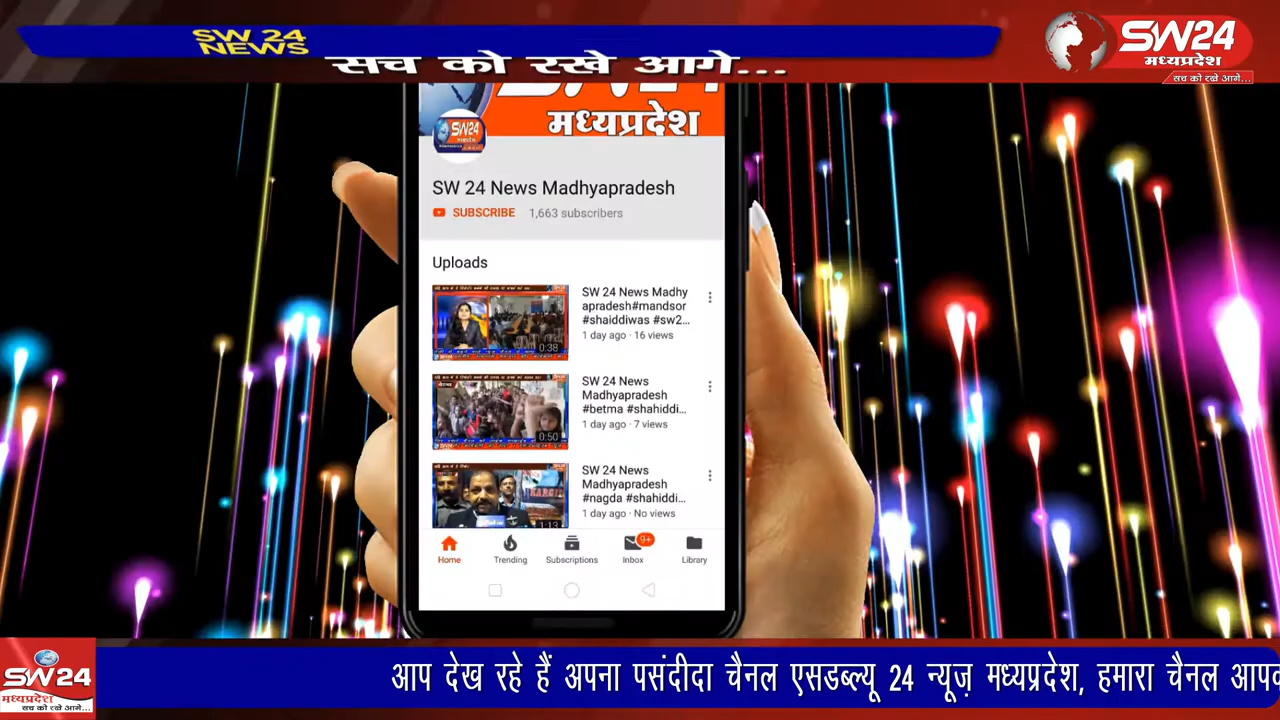 SW 24
NEWS
सच को रखे आगे...
SW24
मध्यप्रदेश
सच को रखे आगे...
मध्यप्रदेश
SW24
SW 24 News Madhyapradesh
SUBSCRIBE 1,663 subscribers
Uploads
SW 24 News Madhy
apradesh#mandsor
#shaiddiwas #sw2...
1 day ago · 16 views
0:38
SW 24 News
Madhyapradesh
#betma #shahiddi...
1 day ago · 7 views
0:50
SW 24 News
Madhyapradesh
#nagda #shahiddi...
1 day ago · No views
1:13
9+
Home Trending Subscriptions Inbox Library
SW24
मध्यप्रदेश
सच को रखे आगे...
आप देख रहे हैं अपना पसंदीदा चैनल एसडब्ल्यू 24 न्यूज़ मध्यप्रदेश, हमारा चैनल